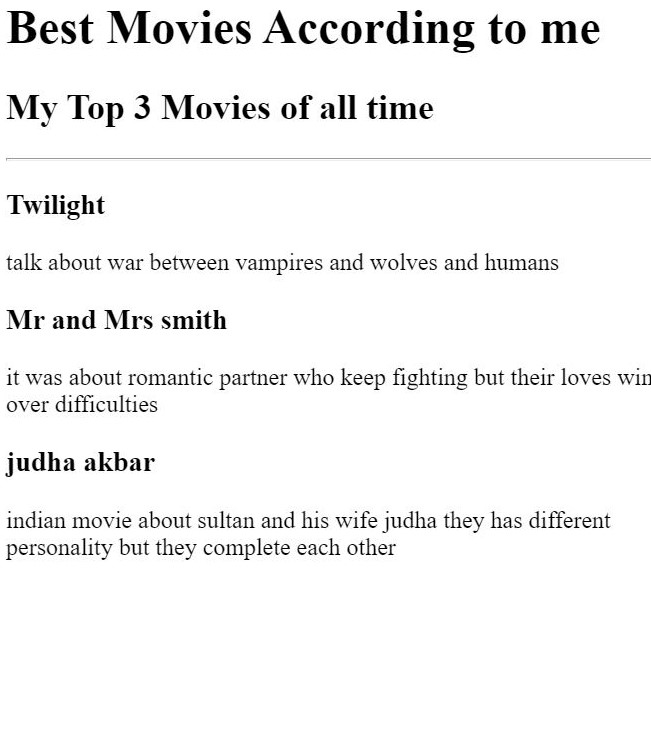 Best Movies According to me
My Top 3 Movies of all time
Twilight
talk about war between vampires and wolves and humans
Mr and Mrs smith
it was about romantic partner who keep fighting but their loves win
over difficulties
judha akbar
indian movie about sultan and his wife judha they has different
personality but they complete each other